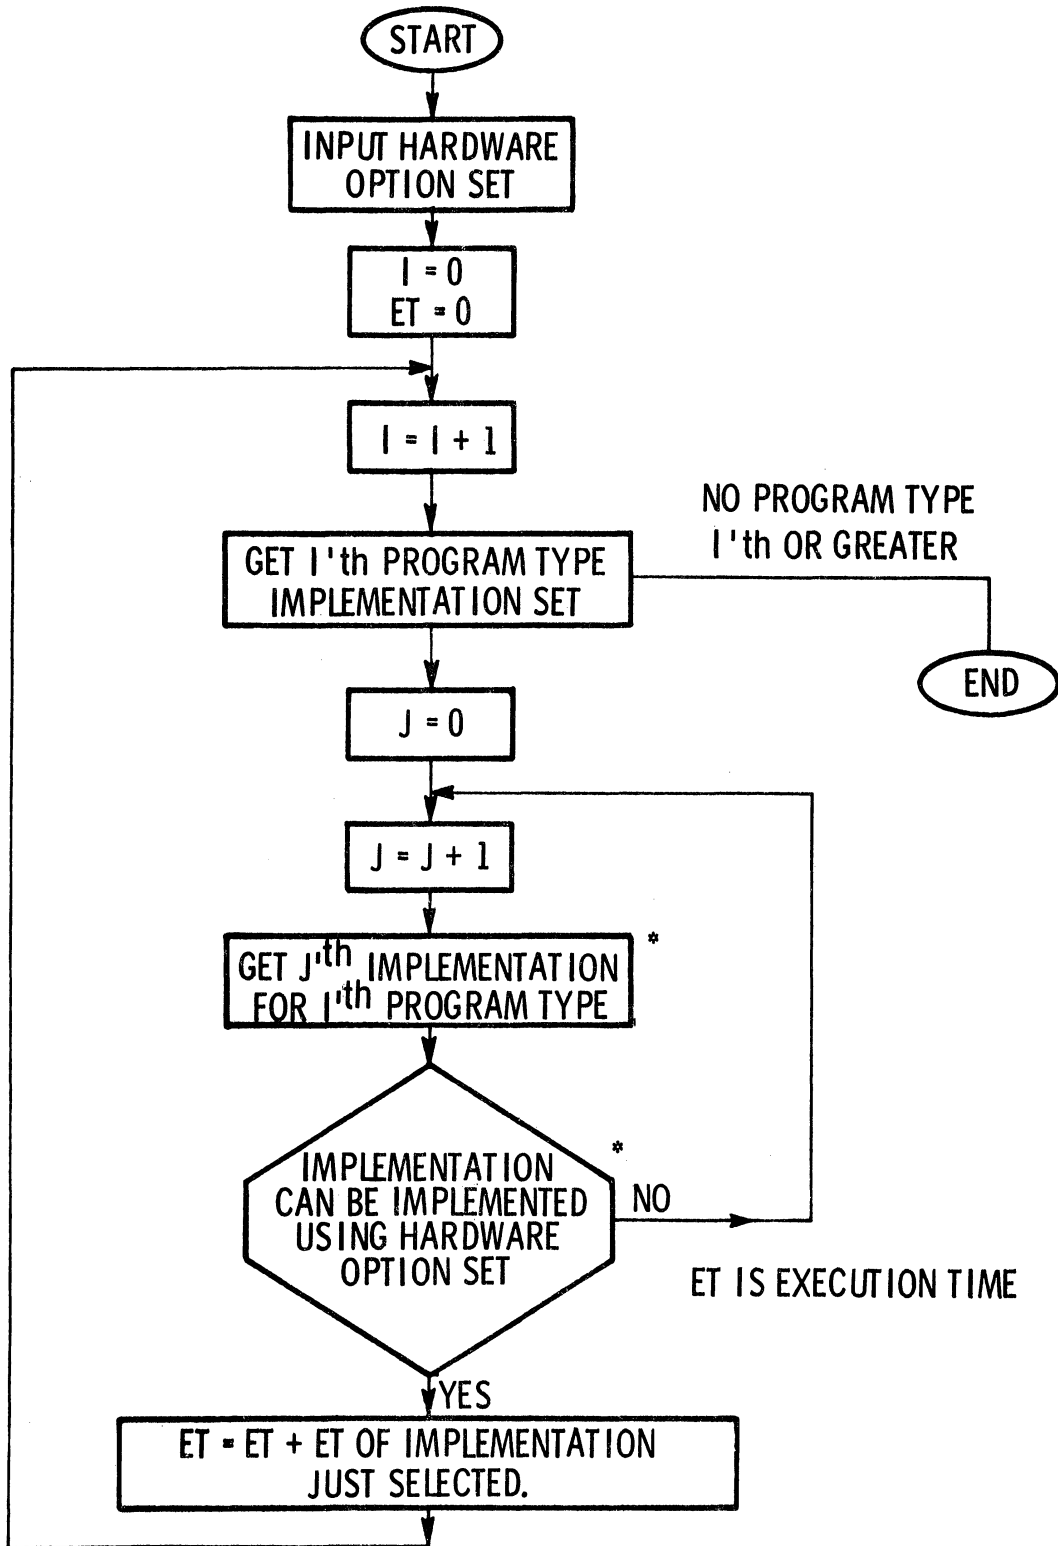 START
INPUT HARDWARE
OPTION SET
I = 0
ET = 0
I = I + 1
NO PROGRAM TYPE
I'th OR GREATER
GET I'th PROGRAM TYPE
IMPLEMENTATION SET
END
J = 0
J = J + 1
*
GET J'th IMPLEMENTATION
FOR I'th PROGRAM TYPE
*
IMPLEMENTATION
CAN BE IMPLEMENTED
USING HARDWARE
OPTION SET
NO
ET IS EXECUTION TIME
YES
ET = ET + ET OF IMPLEMENTATION
JUST SELECTED.